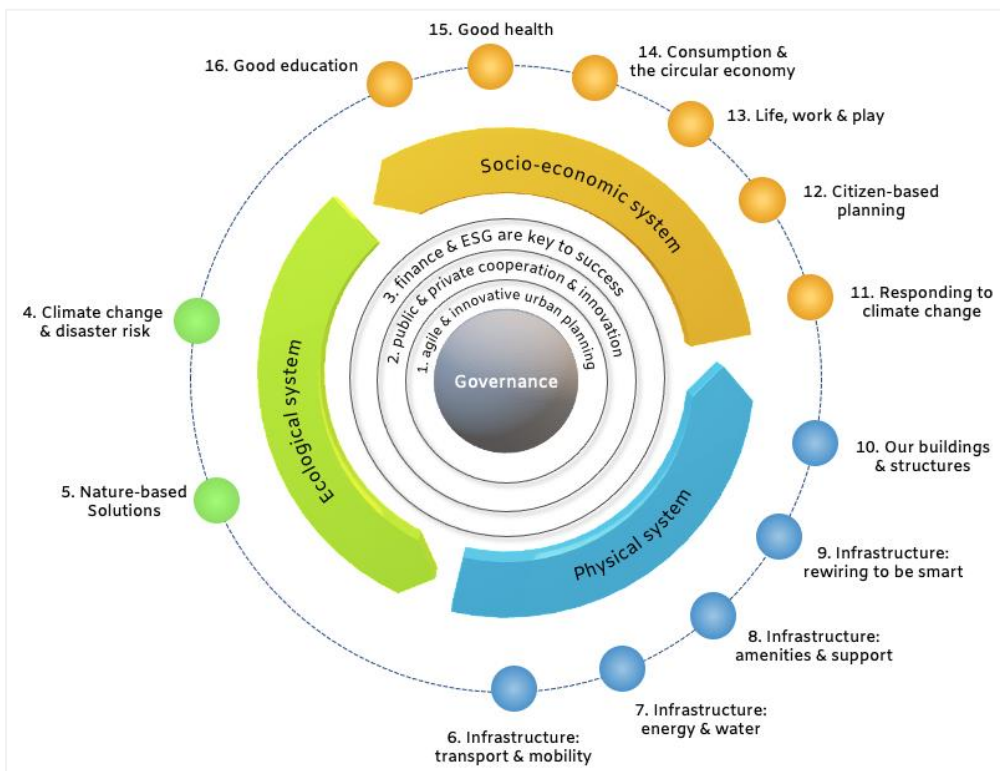 15. Good health
16. Good education
14. Consumption &
the circular economy
13. Life, work & play
12. Citizen-based
planning
11. Responding to
climate change
10. Our buildings
& structures
9. Infrastructure:
rewiring to be smart
8. Infrastructure:
amenities & support
7. Infrastructure:
energy & water
6. Infrastructure:
transport & mobility
5. Nature-based
Solutions
4. Climate change
& disaster risk
Socio-economic system
Ecological system
Physical system
3. finance & ESG are key to success
2. public & private cooperation & innovation
1. agile & innovative urban planning
Governance